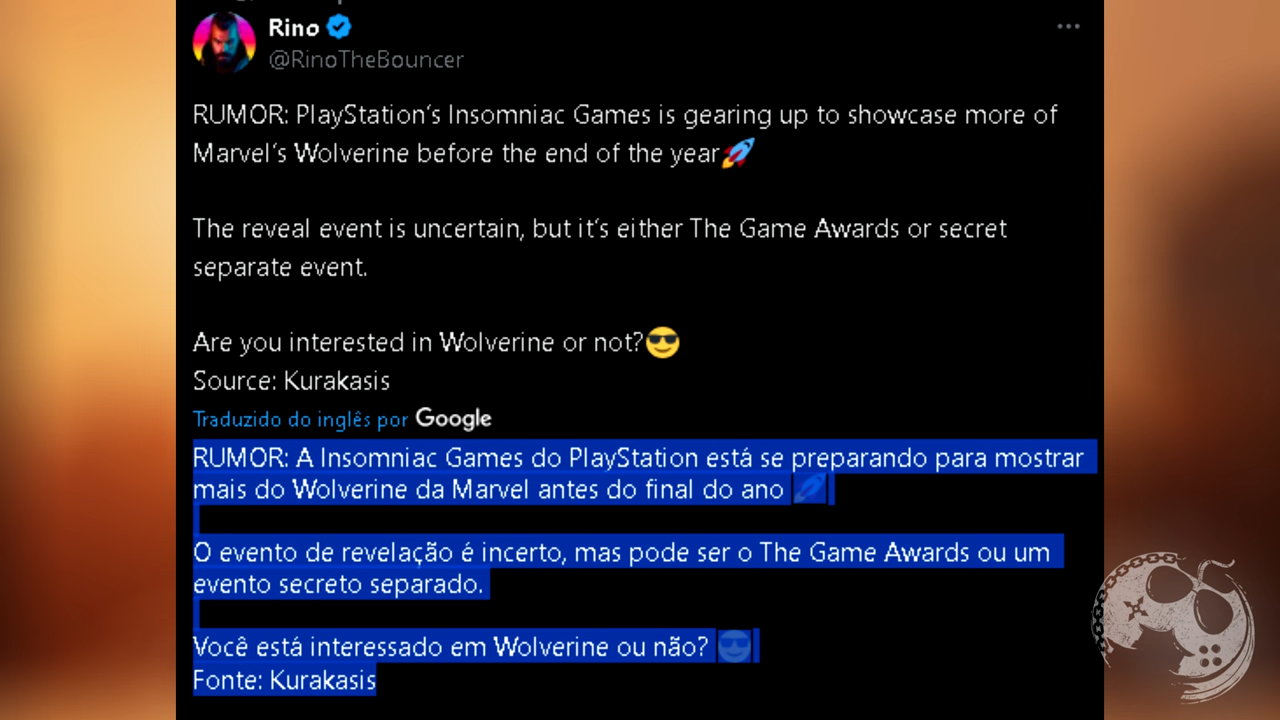 Rino
@RinoTheBouncer
RUMOR: PlayStation‘s Insomniac Games is gearing up to showcase more of
Marvel‘s Wolverine before the end of the year🚀
The reveal event is uncertain, but it‘s either The Game Awards or secret
separate event.
Are you interested in Wolverine or not?😎
Source: Kurakasis
Traduzido do inglês por Google
RUMOR: A Insomniac Games do PlayStation está se preparando para mostrar
mais do Wolverine da Marvel antes do final do ano 🚀
O evento de revelação é incerto, mas pode ser o The Game Awards ou um
evento secreto separado.
Você está interessado em Wolverine ou não? 😎
Fonte: Kurakasis